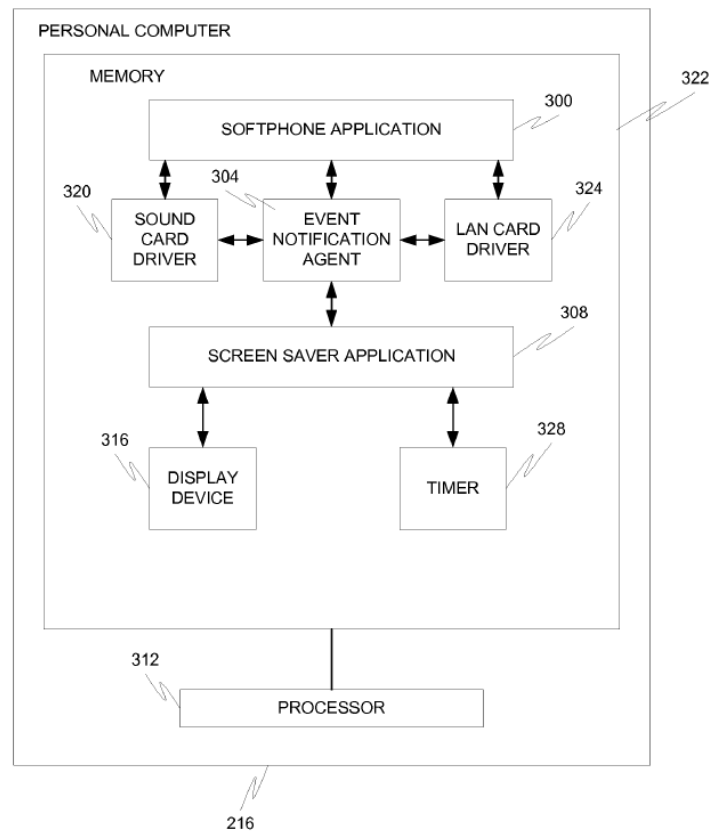 PERSONAL COMPUTER
MEMORY
322
300
SOFTPHONE APPLICATION
304
320
324
SOUND
CARD
DRIVER
EVENT
NOTIFICATION
AGENT
LAN CARD
DRIVER
308
SCREEN SAVER APPLICATION
316
328
DISPLAY
DEVICE
TIMER
312
PROCESSOR
216